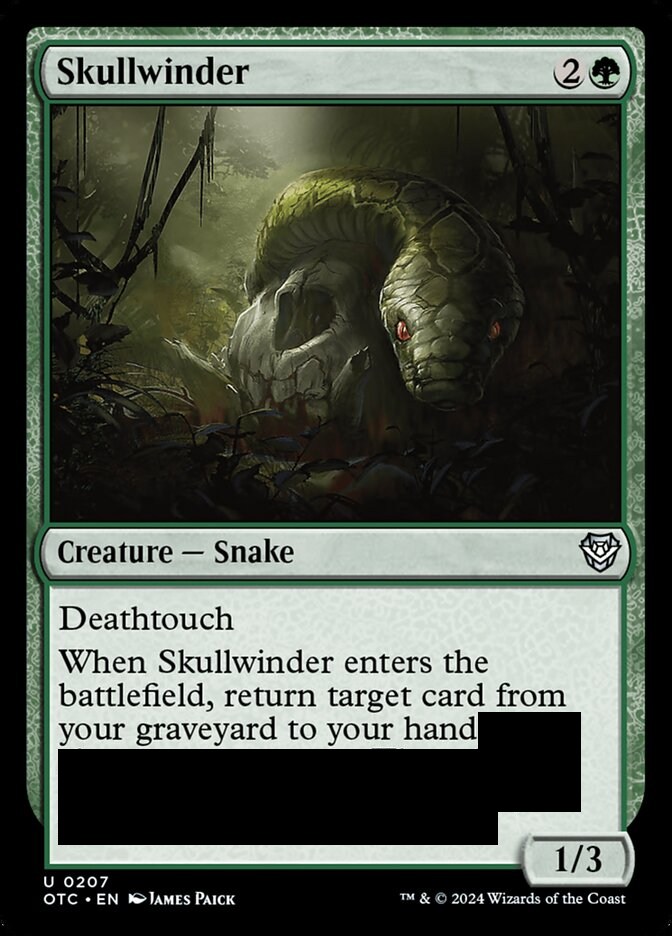 Skullwinder
2
Creature — Snake
Deathtouch
When Skullwinder enters the
battlefield, return target card from
your graveyard to your hand
1/3
U 0207
OTC • EN JAMES PAICK
™ & © 2024 Wizards of the Coast